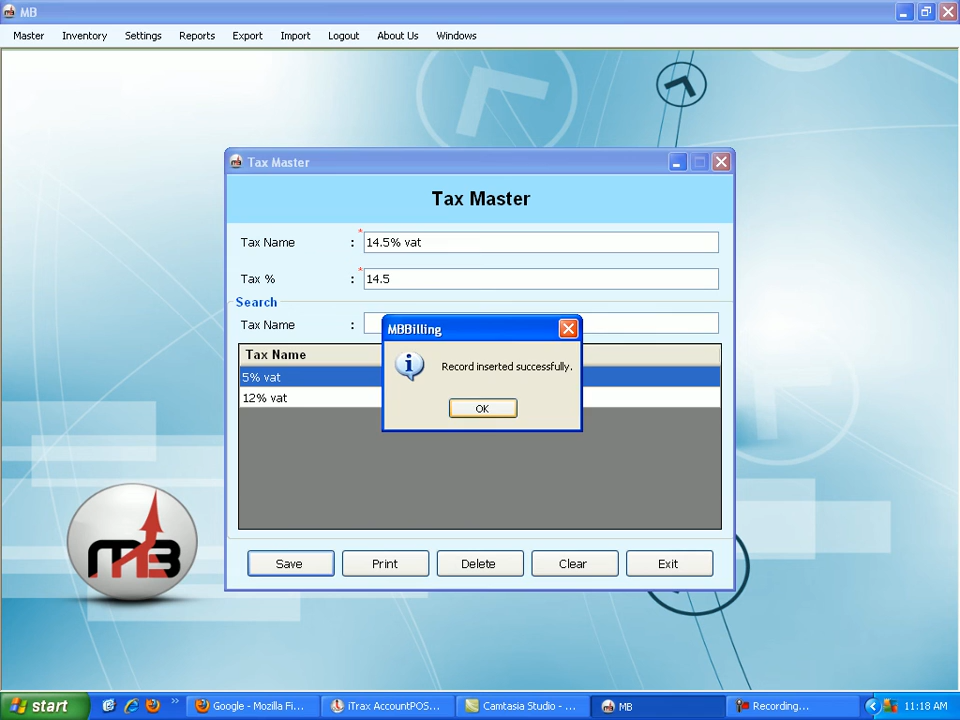 MB
Master Inventory Settings Reports Export Import Logout About Us Windows
Tax Master
Tax Master
Tax Name : * 14.5% vat
Tax % : * 14.5
Search
Tax Name :
MBBilling
Record inserted successfully.
OK
Tax Name
5% vat
12% vat
Save Print Delete Clear Exit
MB
start » Google - Mozilla Fi... iTrax AccountPOS... Camtasia Studio - ... MB Recording... 11:18 AM